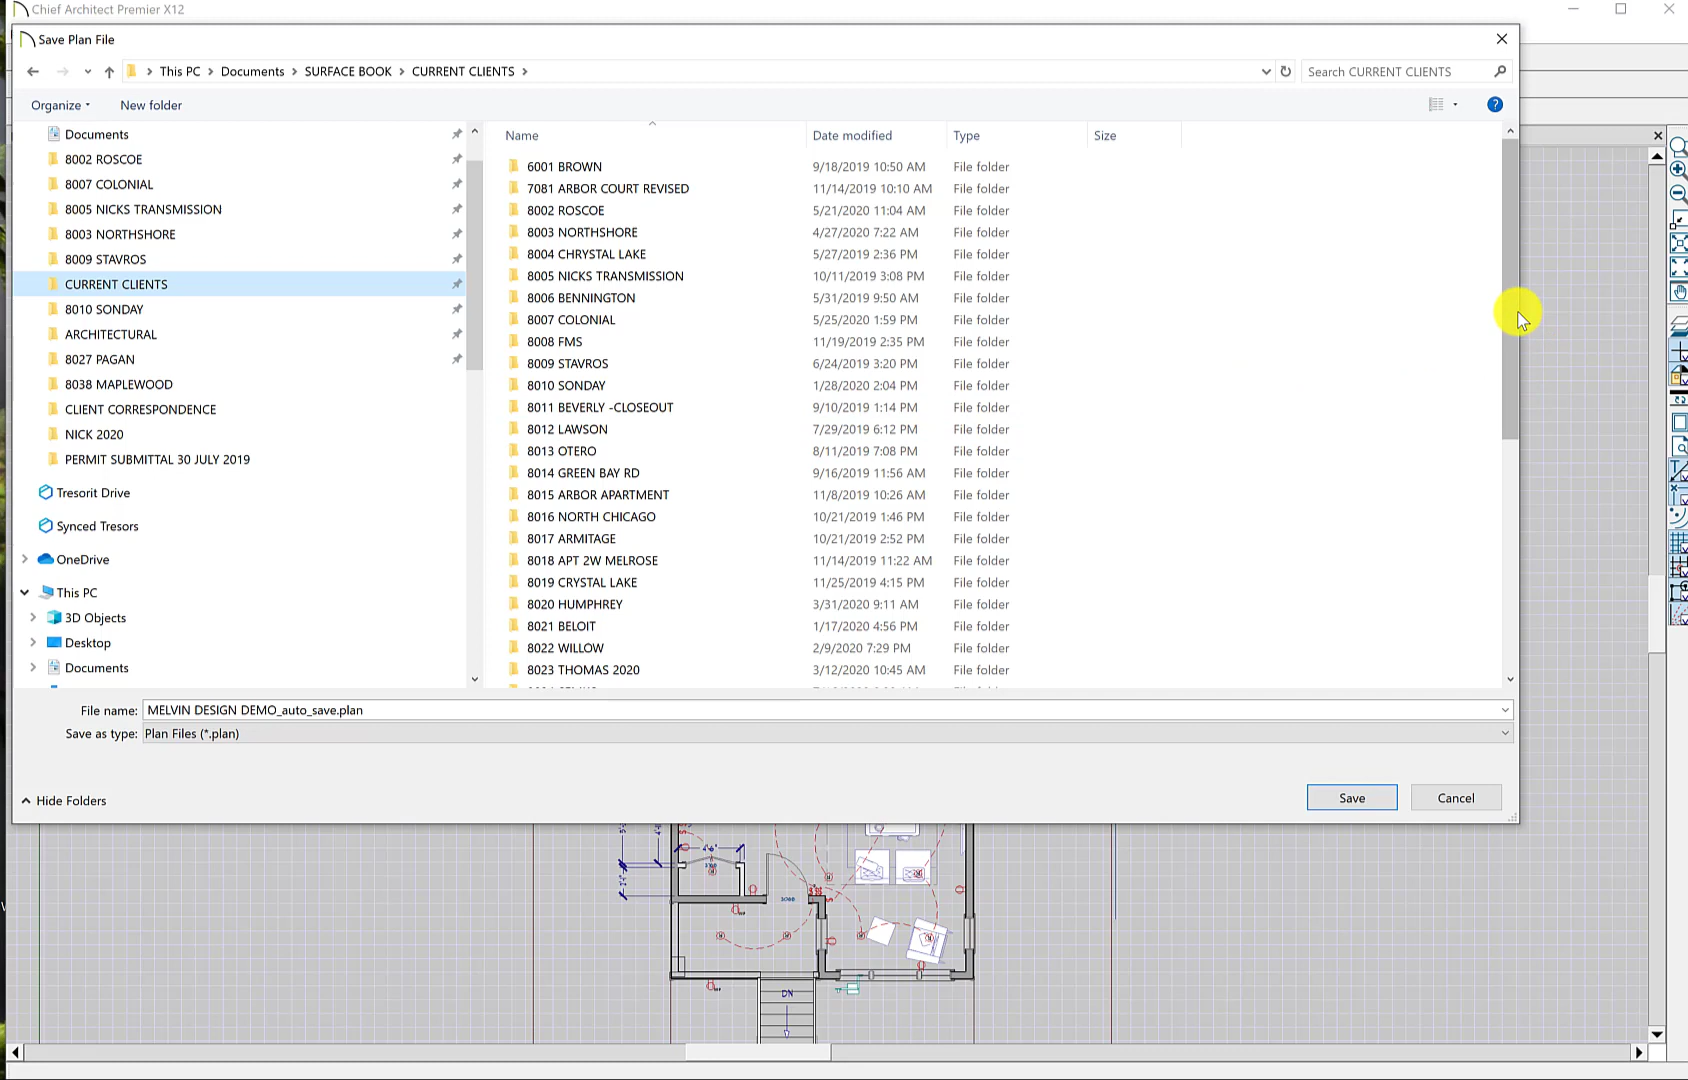 Chief Architect Premier X12
Save Plan File
This PC > Documents > SURFACE BOOK > CURRENT CLIENTS >
Search CURRENT CLIENTS
Organize
New folder
Documents
8002 ROSCOE
8007 COLONIAL
8005 NICKS TRANSMISSION
8003 NORTHSHORE
8009 STAVROS
CURRENT CLIENTS
8010 SONDAY
ARCHITECTURAL
8027 PAGAN
8038 MAPLEWOOD
CLIENT CORRESPONDENCE
NICK 2020
PERMIT SUBMITTAL 30 JULY 2019
Tresorit Drive
Synced Tresors
OneDrive
This PC
3D Objects
Desktop
Documents
Name Date modified Type Size
6001 BROWN 9/18/2019 10:50 AM File folder
7081 ARBOR COURT REVISED 11/14/2019 10:10 AM File folder
8002 ROSCOE 5/21/2020 11:04 AM File folder
8003 NORTHSHORE 4/27/2020 7:22 AM File folder
8004 CHRYSTAL LAKE 5/27/2019 2:36 PM File folder
8005 NICKS TRANSMISSION 10/11/2019 3:08 PM File folder
8006 BENNINGTON 5/31/2019 9:50 AM File folder
8007 COLONIAL 5/25/2020 1:59 PM File folder
8008 FMS 11/19/2019 2:35 PM File folder
8009 STAVROS 6/24/2019 3:20 PM File folder
8010 SONDAY 1/28/2020 2:04 PM File folder
8011 BEVERLY -CLOSEOUT 9/10/2019 1:14 PM File folder
8012 LAWSON 7/29/2019 6:12 PM File folder
8013 OTERO 8/11/2019 7:08 PM File folder
8014 GREEN BAY RD 9/16/2019 11:56 AM File folder
8015 ARBOR APARTMENT 11/8/2019 10:26 AM File folder
8016 NORTH CHICAGO 10/21/2019 1:46 PM File folder
8017 ARMITAGE 10/21/2019 2:52 PM File folder
8018 APT 2W MELROSE 11/14/2019 11:22 AM File folder
8019 CRYSTAL LAKE 11/25/2019 4:15 PM File folder
8020 HUMPHREY 3/31/2020 9:11 AM File folder
8021 BELOIT 1/17/2020 4:56 PM File folder
8022 WILLOW 2/9/2020 7:29 PM File folder
8023 THOMAS 2020 3/12/2020 10:45 AM File folder
File name: MELVIN DESIGN DEMO_auto_save.plan
Save as type: Plan Files (*.plan)
Hide Folders
Save
Cancel
DN